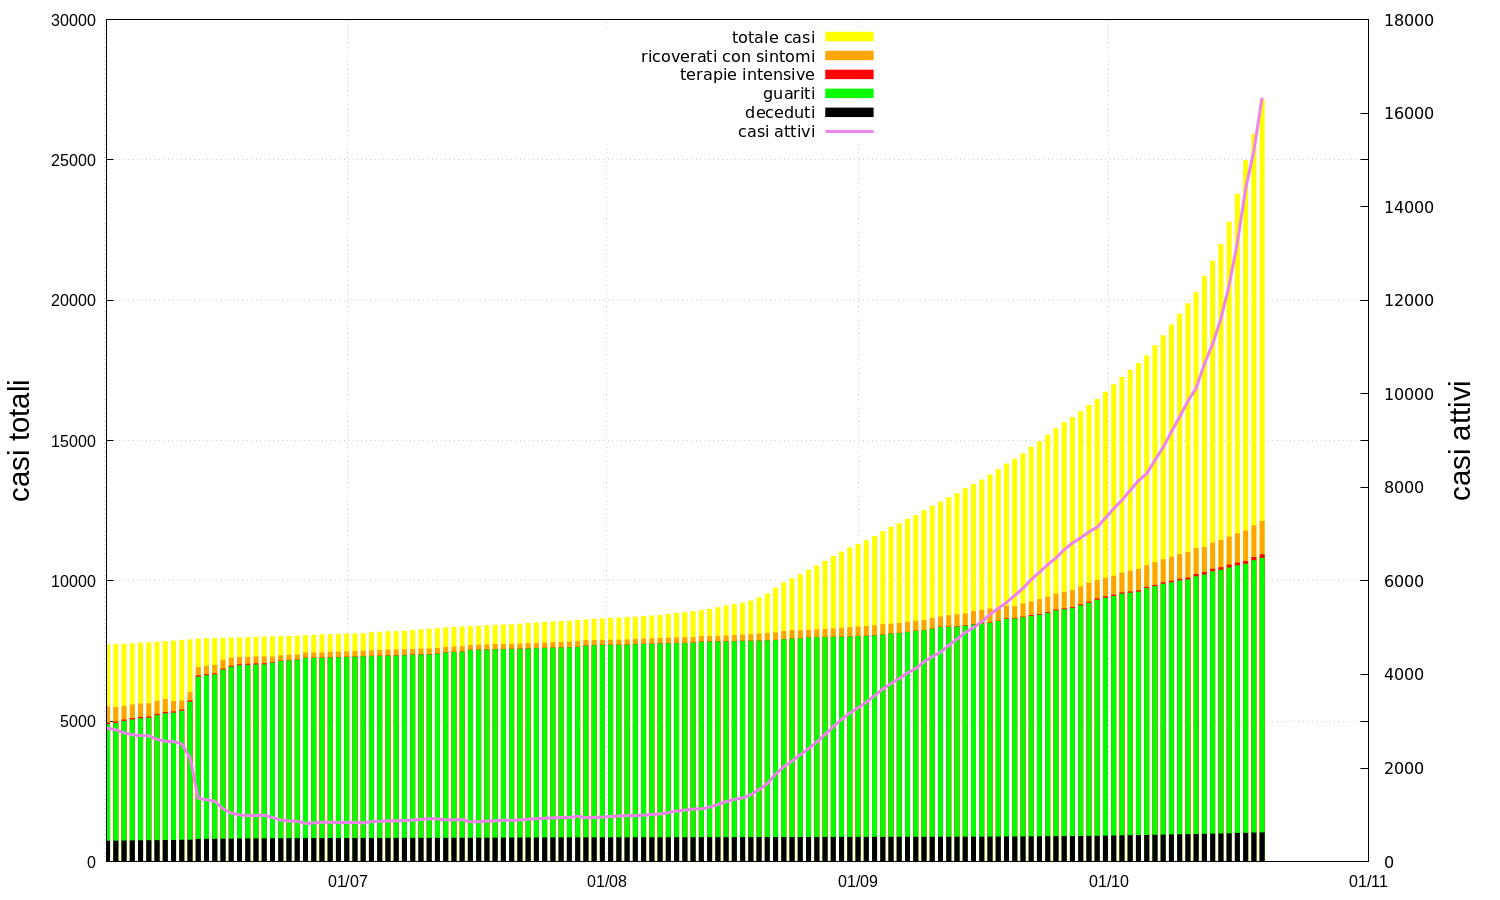 totale casi
ricoverati con sintomi
terapie intensive
guariti
deceduti
casi attivi
casi totali
30000
25000
20000
15000
10000
5000
0
18000
16000
14000
12000
10000
8000
6000
4000
2000
0
casi attivi
01/07
01/08
01/09
01/10
01/11